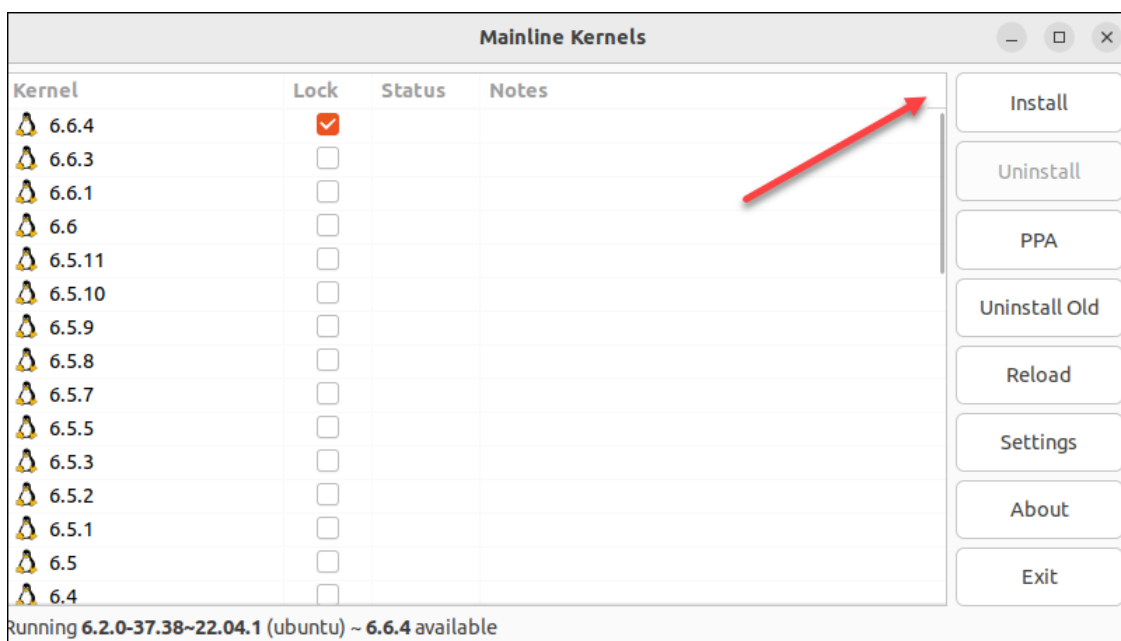 Mainline Kernels
Kernel Lock Status Notes
6.6.4
6.6.3
6.6.1
6.6
6.5.11
6.5.10
6.5.9
6.5.8
6.5.7
6.5.5
6.5.3
6.5.2
6.5.1
6.5
6.4
Install
Uninstall
PPA
Uninstall Old
Reload
Settings
About
Exit
Running 6.2.0-37.38~22.04.1 (ubuntu) ~ 6.6.4 available